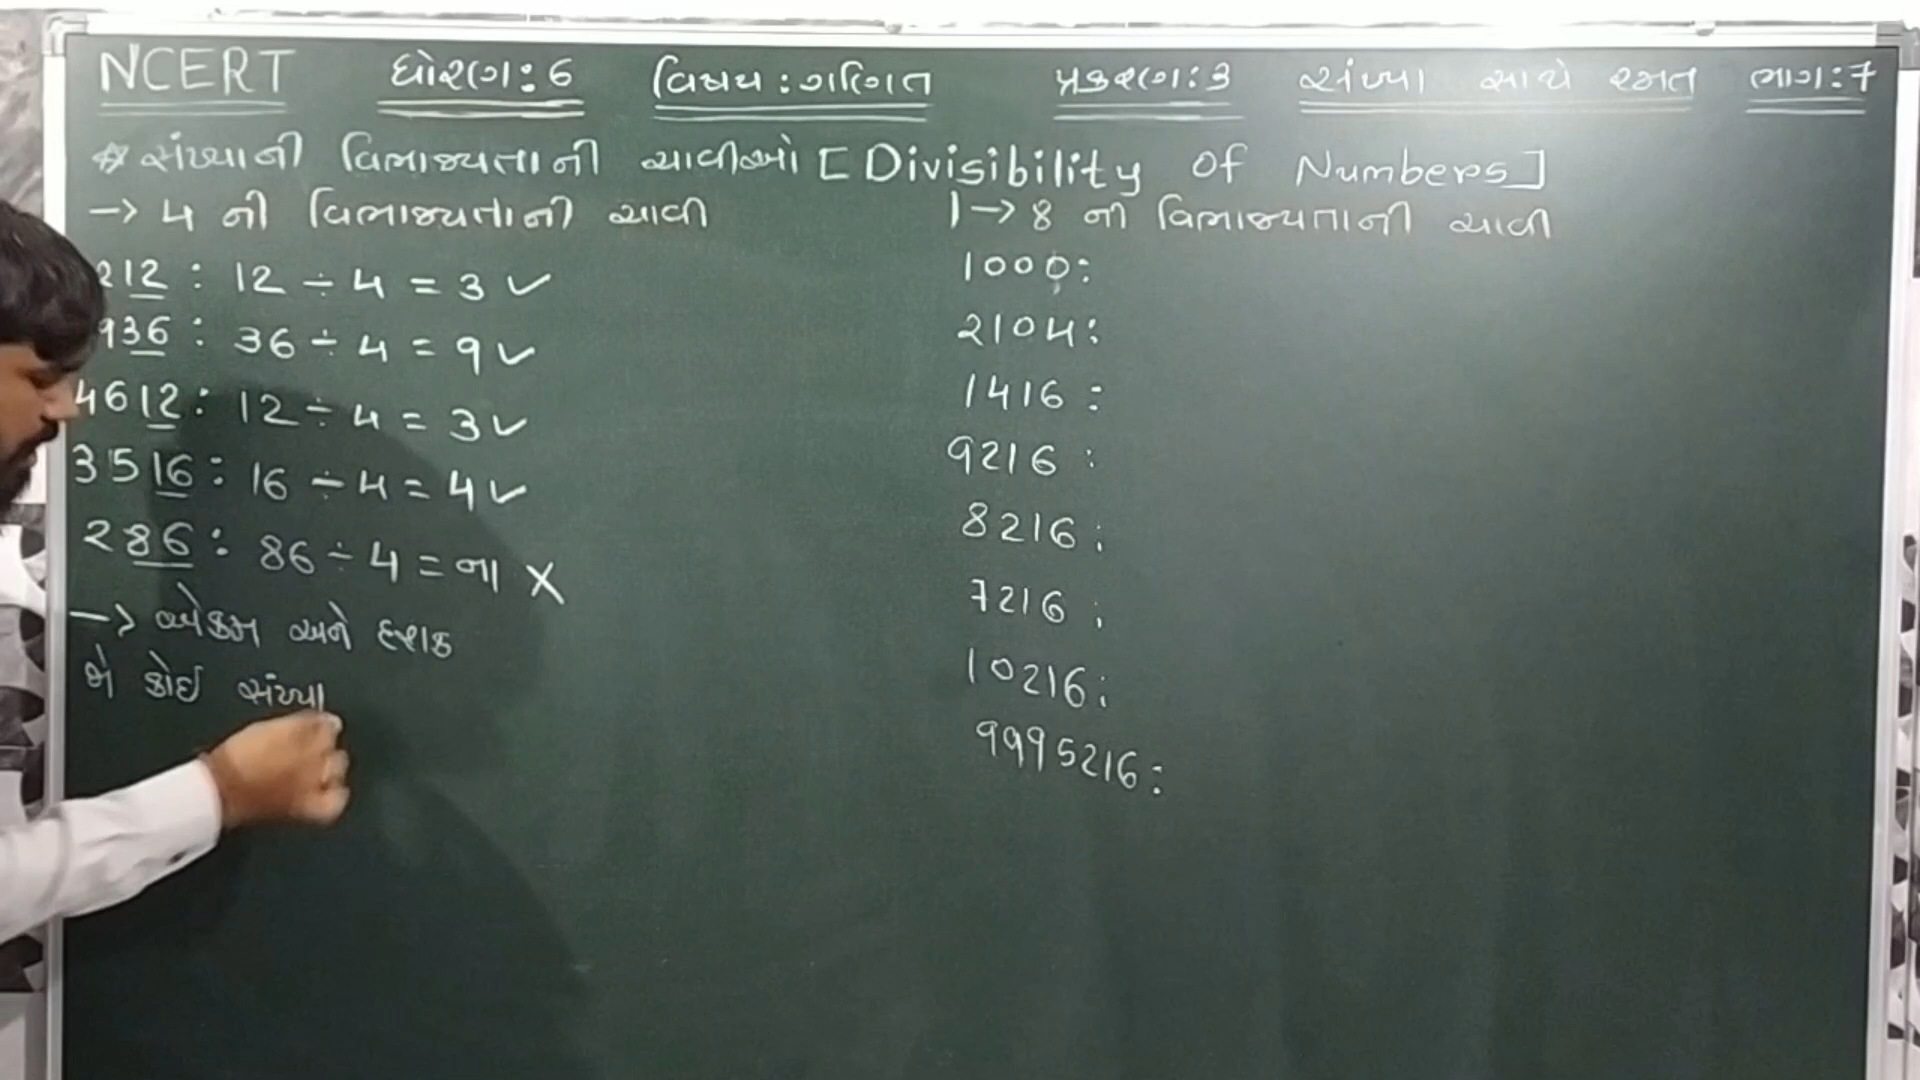 NCERT ધોરણ:6 વિષય:ગણિત પ્રકરણ:3 સંખ્યા સાથે રમત ભાગ:7
* સંખ્યાની વિભાજ્યતાની ચાવીઓ [Divisibility of Numbers]
→ 4 ની વિભાજ્યતાની ચાવી
212 : 12 ÷ 4 = 3 ✓
936 : 36 ÷ 4 = 9 ✓
4612 : 12 ÷ 4 = 3 ✓
3516 : 16 ÷ 4 = 4 ✓
286 : 86 ÷ 4 = ના X
→ એકમ અને દશક
જો કોઈ સંખ્યા
→ 8 ની વિભાજ્યતાની ચાવી
1000:
2104:
1416 :
9216 :
8216 :
7216 :
10216:
9995216: